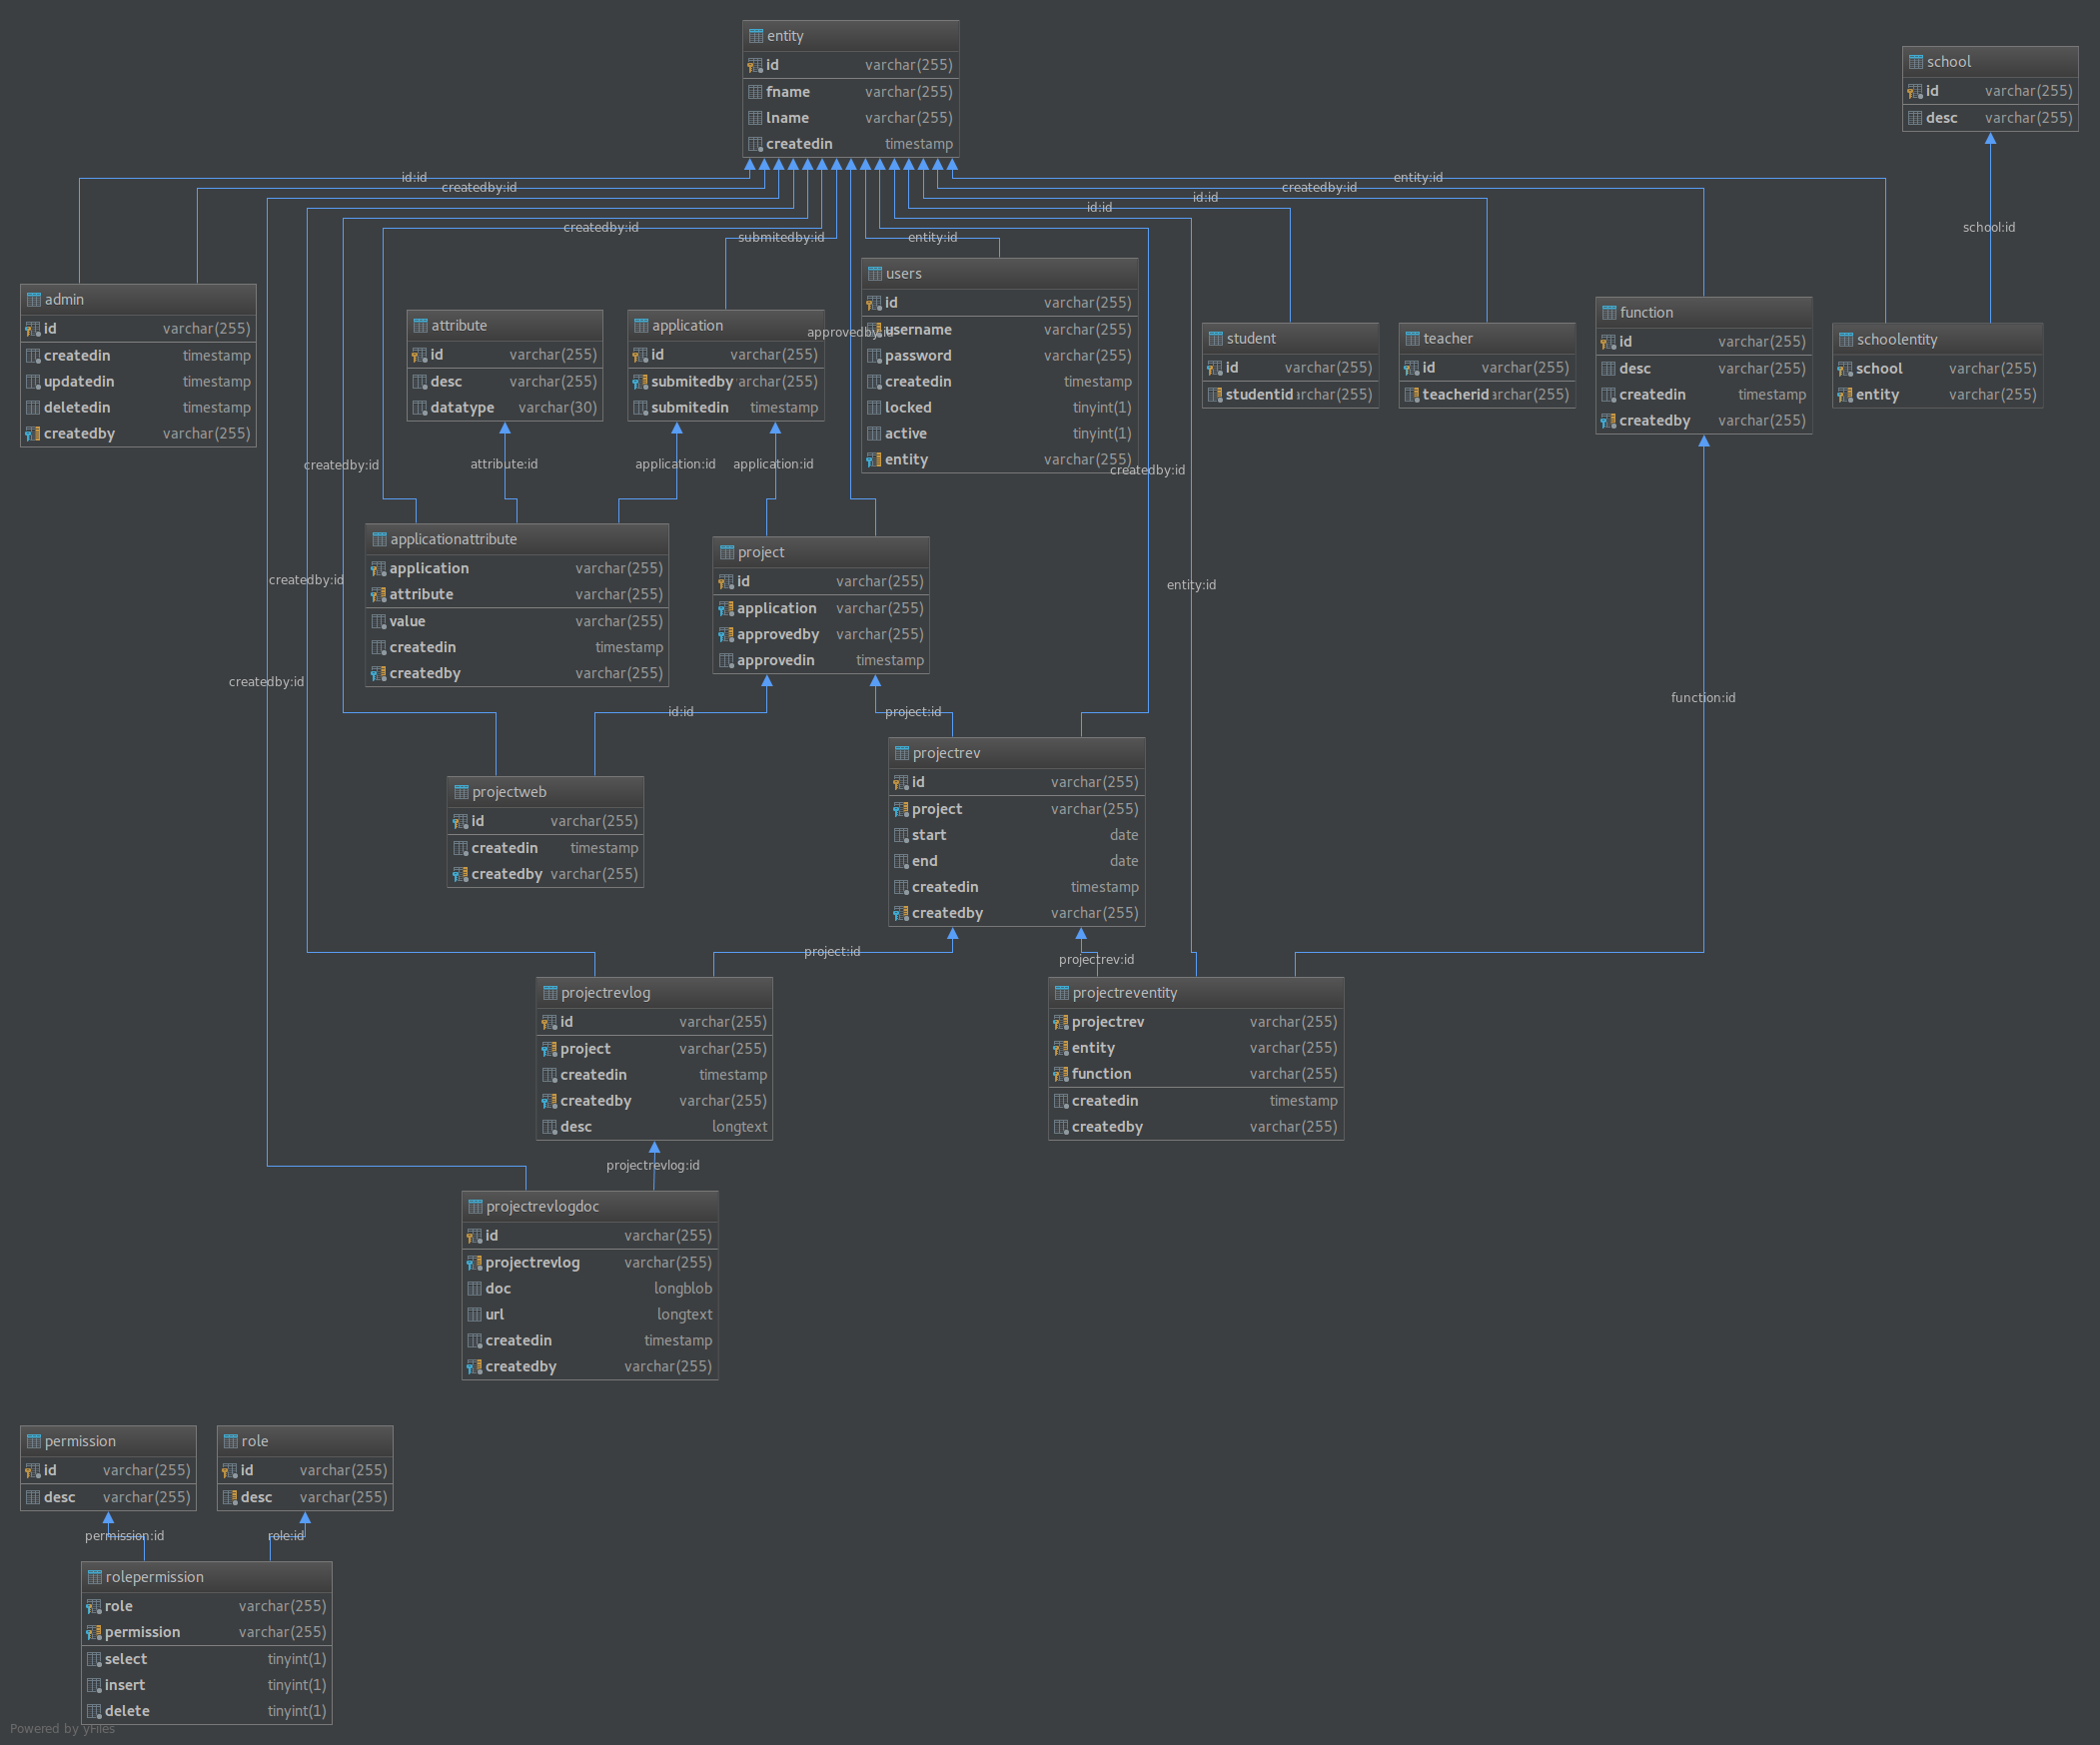 entity
id varchar(255)
fname varchar(255)
lname varchar(255)
createdin timestamp
school
id varchar(255)
desc varchar(255)
id:id
createdby:id
entity:id
createdby:id
id:id
id:id
createdby:id
submitedby:id
entity:id
school:id
admin
id varchar(255)
createdin timestamp
updatedin timestamp
deletedin timestamp
createdby varchar(255)
attribute
id varchar(255)
desc varchar(255)
datatype varchar(30)
application
id varchar(255)
submitedby archar(255)
submitedin timestamp
approvedby:id
users
id varchar(255)
username varchar(255)
password varchar(255)
createdin timestamp
locked tinyint(1)
active tinyint(1)
entity varchar(255)
student
id varchar(255)
studentid archar(255)
teacher
id varchar(255)
teacherid archar(255)
function
id varchar(255)
desc varchar(255)
createdin timestamp
createdby varchar(255)
schoolentity
school varchar(255)
entity varchar(255)
createdby:id
attribute:id
application:id
application:id
createdby:id
applicationattribute
application varchar(255)
attribute varchar(255)
value varchar(255)
createdin timestamp
createdby varchar(255)
project
id varchar(255)
application varchar(255)
approvedby varchar(255)
approvedin timestamp
createdby:id
entity:id
createdby:id
function:id
id:id
project:id
projectweb
id varchar(255)
createdin timestamp
createdby varchar(255)
projectrev
id varchar(255)
project varchar(255)
start date
end date
createdin timestamp
createdby varchar(255)
project:id
projectrev:id
projectrevlog
id varchar(255)
project varchar(255)
createdin timestamp
createdby varchar(255)
desc longtext
projectreventity
projectrev varchar(255)
entity varchar(255)
function varchar(255)
createdin timestamp
createdby varchar(255)
projectrevlog:id
projectrevlogdoc
id varchar(255)
projectrevlog varchar(255)
doc longblob
url longtext
createdin timestamp
createdby varchar(255)
permission
id varchar(255)
desc varchar(255)
role
id varchar(255)
desc varchar(255)
permission:id
role:id
rolepermission
role varchar(255)
permission varchar(255)
select tinyint(1)
insert tinyint(1)
delete tinyint(1)
Powered by yFiles